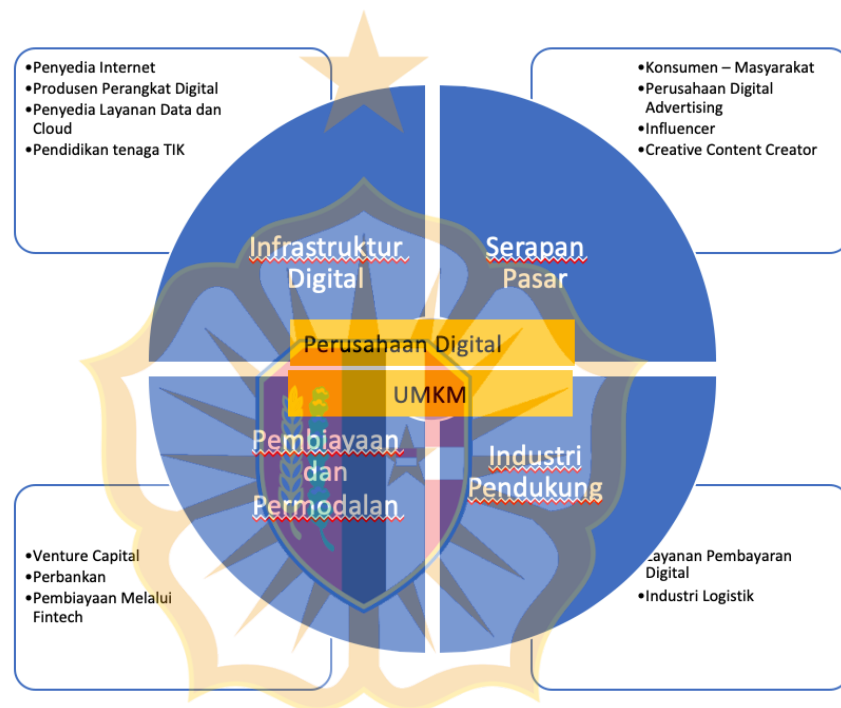 •Penyedia Internet
•Produsen Perangkat Digital
•Penyedia Layanan Data dan
Cloud
•Pendidikan tenaga TIK
•Konsumen – Masyarakat
•Perusahaan Digital
Advertising
•Influencer
•Creative Content Creator
Infrastruktur
Digital
Serapan
Pasar
Perusahaan Digital
UMKM
Pembiayaan
dan
Permodalan
Industri
Pendukung
•Venture Capital
•Perbankan
•Pembiayaan Melalui
Fintech
Layanan Pembayaran
Digital
•Industri Logistik